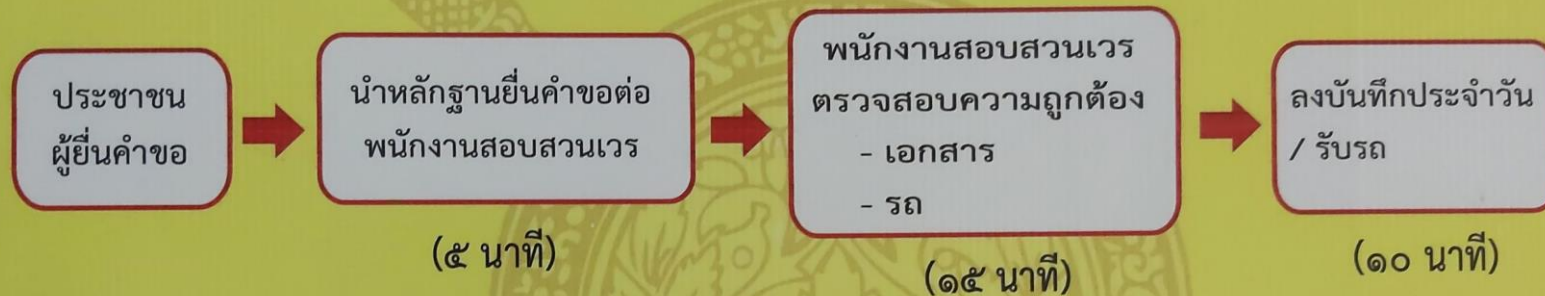 ประชาชน
ผู้ยื่นคำขอ
นำหลักฐานยื่นคำขอต่อ
พนักงานสอบสวนเวร
(๕ นาที)
พนักงานสอบสวนเวร
ตรวจสอบความถูกต้อง
- เอกสาร
- รถ
(๑๕ นาที)
ลงบันทึกประจำวัน
/ รับรถ
(๑๐ นาที)